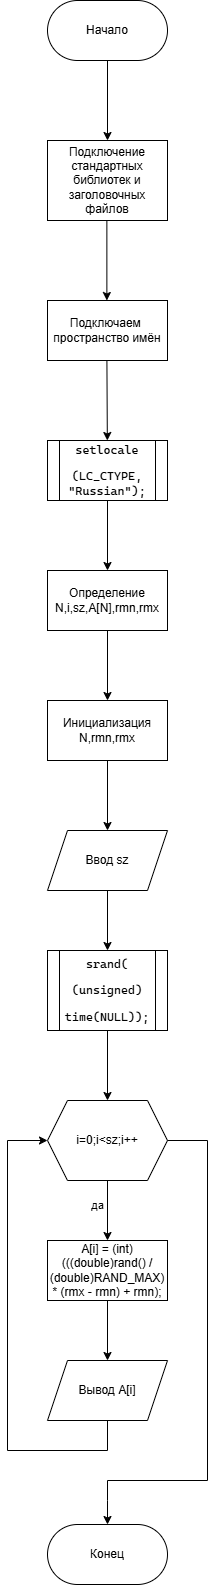 Начало
Подключение
стандартных
библиотек и
заголовочных
файлов
Подключаем
пространство имён
setlocale
(LC_CTYPE,
"Russian");
Определение
N,i,sz,A[N],rmn,rmx
Инициализация
N,rmn,rmx
Ввод sz
srand(
(unsigned)
time(NULL));
i=0;i<sz;i++
да
A[i] = (int)
(((double)rand() /
(double)RAND_MAX)
* (rmx - rmn) + rmn);
Вывод A[i]
Конец